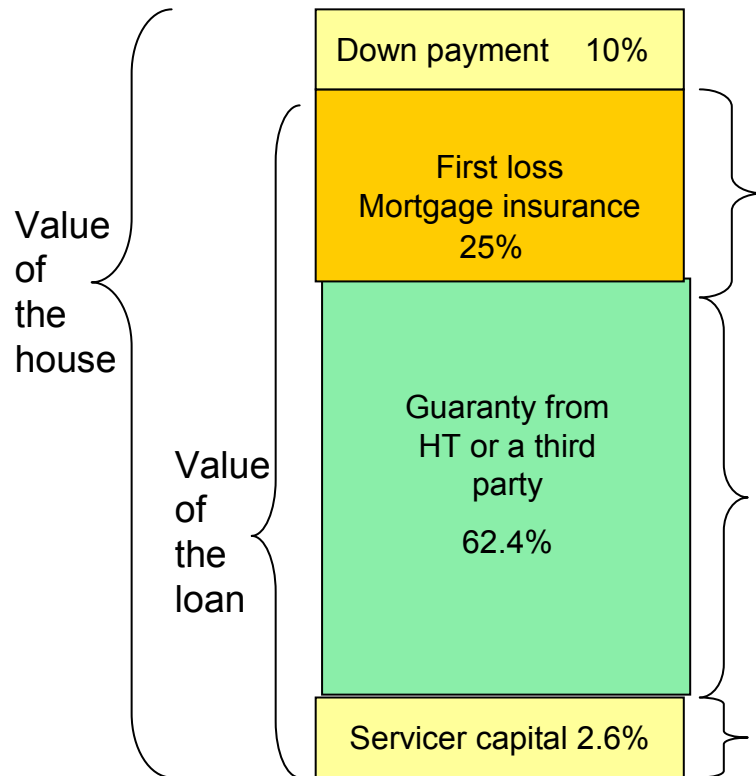 Down payment 10%
First loss
Mortgage insurance
25%
Value
of
the
house
Guaranty from
HT or a third
party
62.4%
Value
of
the
loan
Servicer capital 2.6%